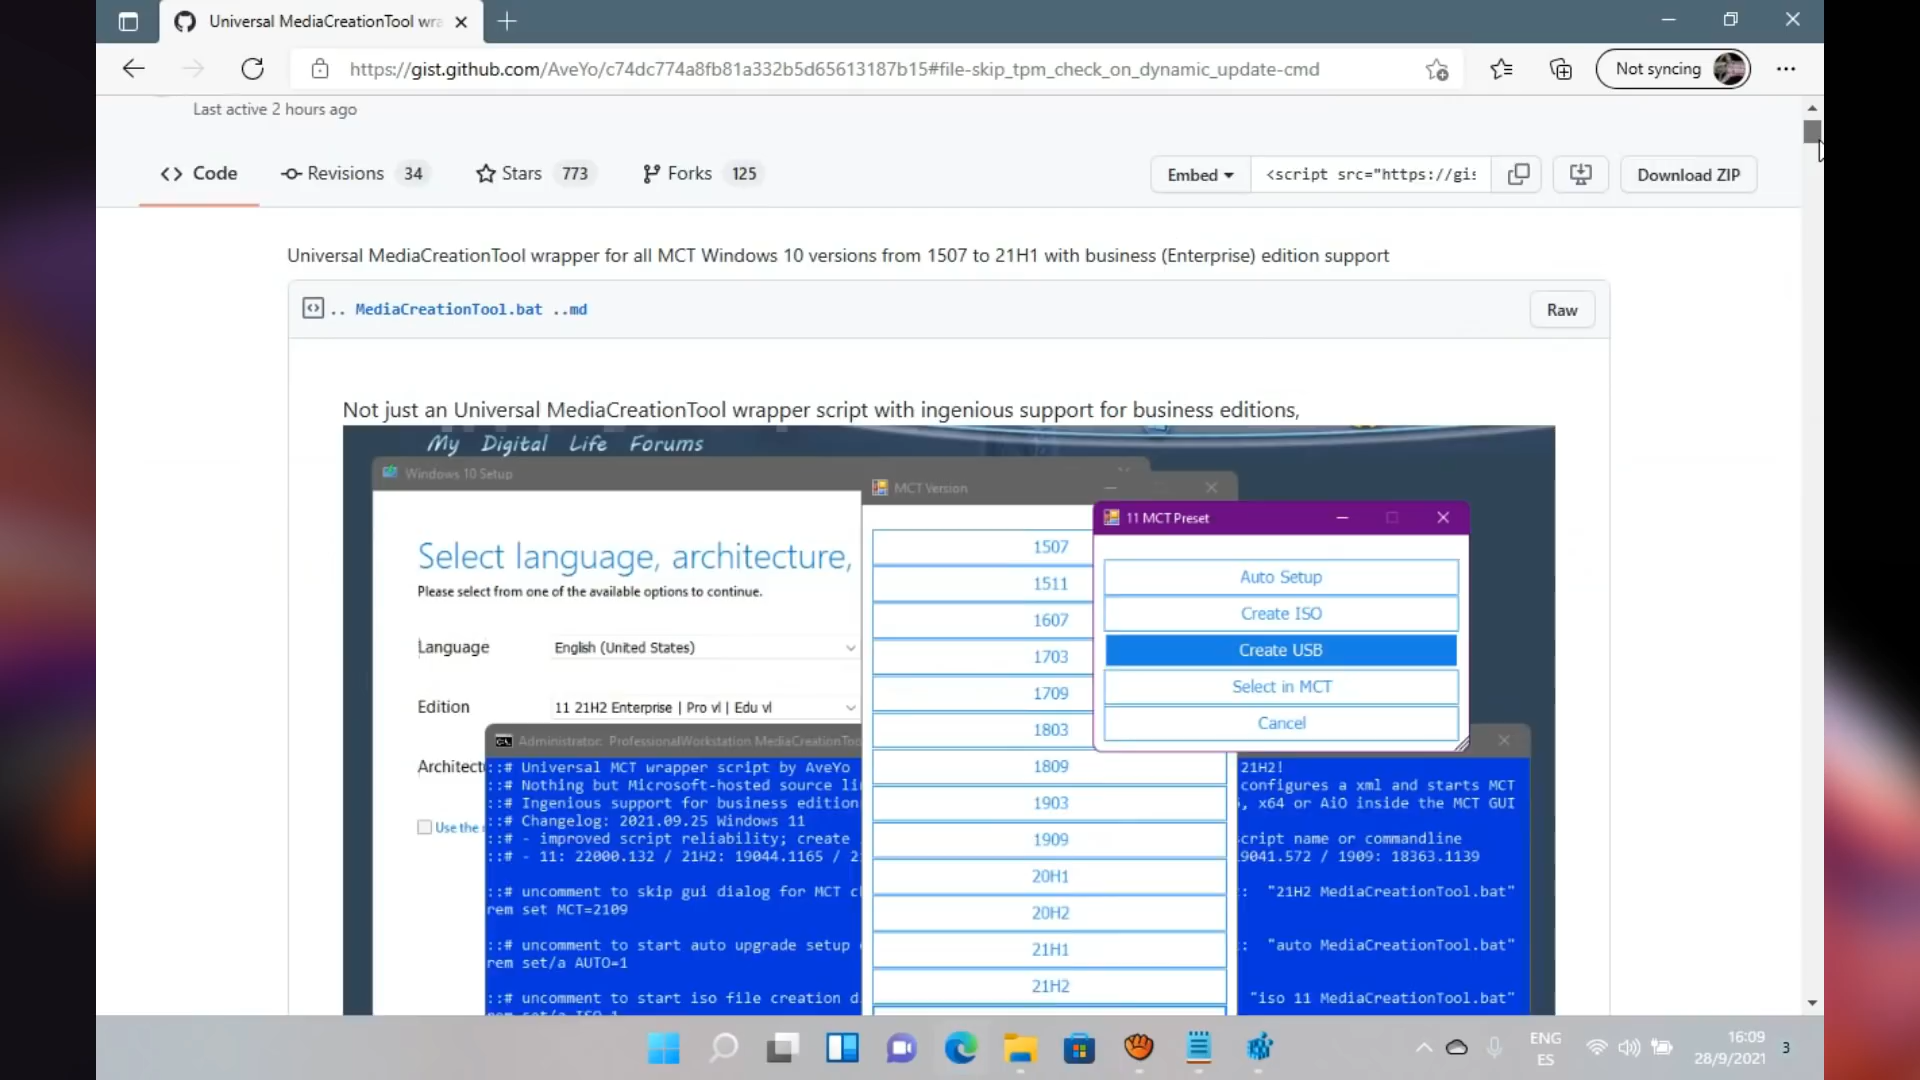 Universal MediaCreationTool wra
https://gist.github.com/AveYo/c74dc774a8fb81a332b5d65613187b15#file-skip_tpm_check_on_dynamic_update-cmd
Not syncing
Last active 2 hours ago
Code
Revisions 34
Stars 773
Forks 125
Embed
<script src="https://gis
Download ZIP
Universal MediaCreationTool wrapper for all MCT Windows 10 versions from 1507 to 21H1 with business (Enterprise) edition support
.. MediaCreationTool.bat ..md
Raw
Not just an Universal MediaCreationTool wrapper script with ingenious support for business editions,
My Digital Life Forums
Windows 10 Setup
Select language, architecture,
Please select from one of the available options to continue.
Language
English (United States)
Edition
11 21H2 Enterprise | Pro vl | Edu vl
Architect
Use the
MCT Version
1507
1511
1607
1703
1709
1803
1809
1903
1909
20H1
20H2
21H1
21H2
11 MCT Preset
Auto Setup
Create ISO
Create USB
Select in MCT
Cancel
Administrator: ProfessionalWorkstation MediaCreationToo
::# Universal MCT wrapper script by AveYo
21H2!
::# Nothing but Microsoft-hosted source li
configures a xml and starts MCT
::# Ingenious support for business edition
, x64 or AiO inside the MCT GUI
::# Changelog: 2021.09.25 Windows 11
::# - improved script reliability; create
cript name or commandline
::# - 11: 22000.132 / 21H2: 19044.1165 / 2
9041.572 / 1909: 18363.1139
::# uncomment to skip gui dialog for MCT c
: "21H2 MediaCreationTool.bat"
rem set MCT=2109
::# uncomment to start auto upgrade setup
: "auto MediaCreationTool.bat"
rem set/a AUTO=1
::# uncomment to start iso file creation d
"iso 11 MediaCreationTool.bat"
ENG
ES
16:09
28/9/2021
3